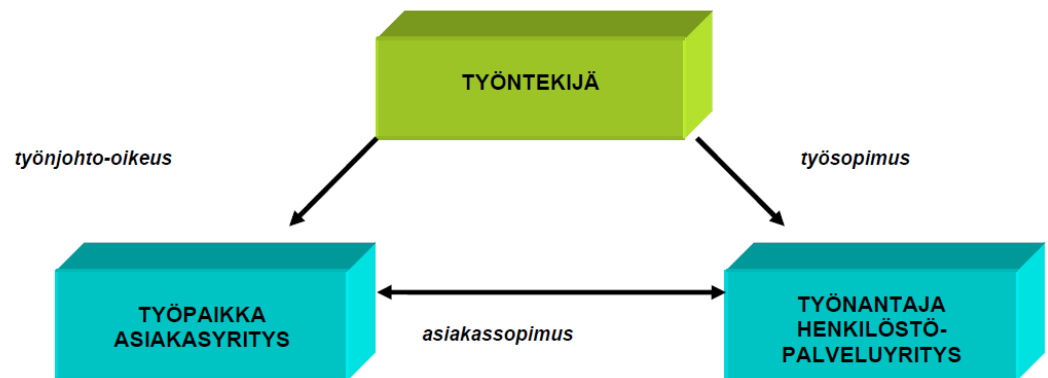 TYÖNTEKIJÄ
työnjohto-oikeus
työsopimus
TYÖPAIKKA
ASIAKASYRITYS
asiakassopimus
TYÖNANTAJA
HENKILÖSTÖ-
PALVELUYRITYS